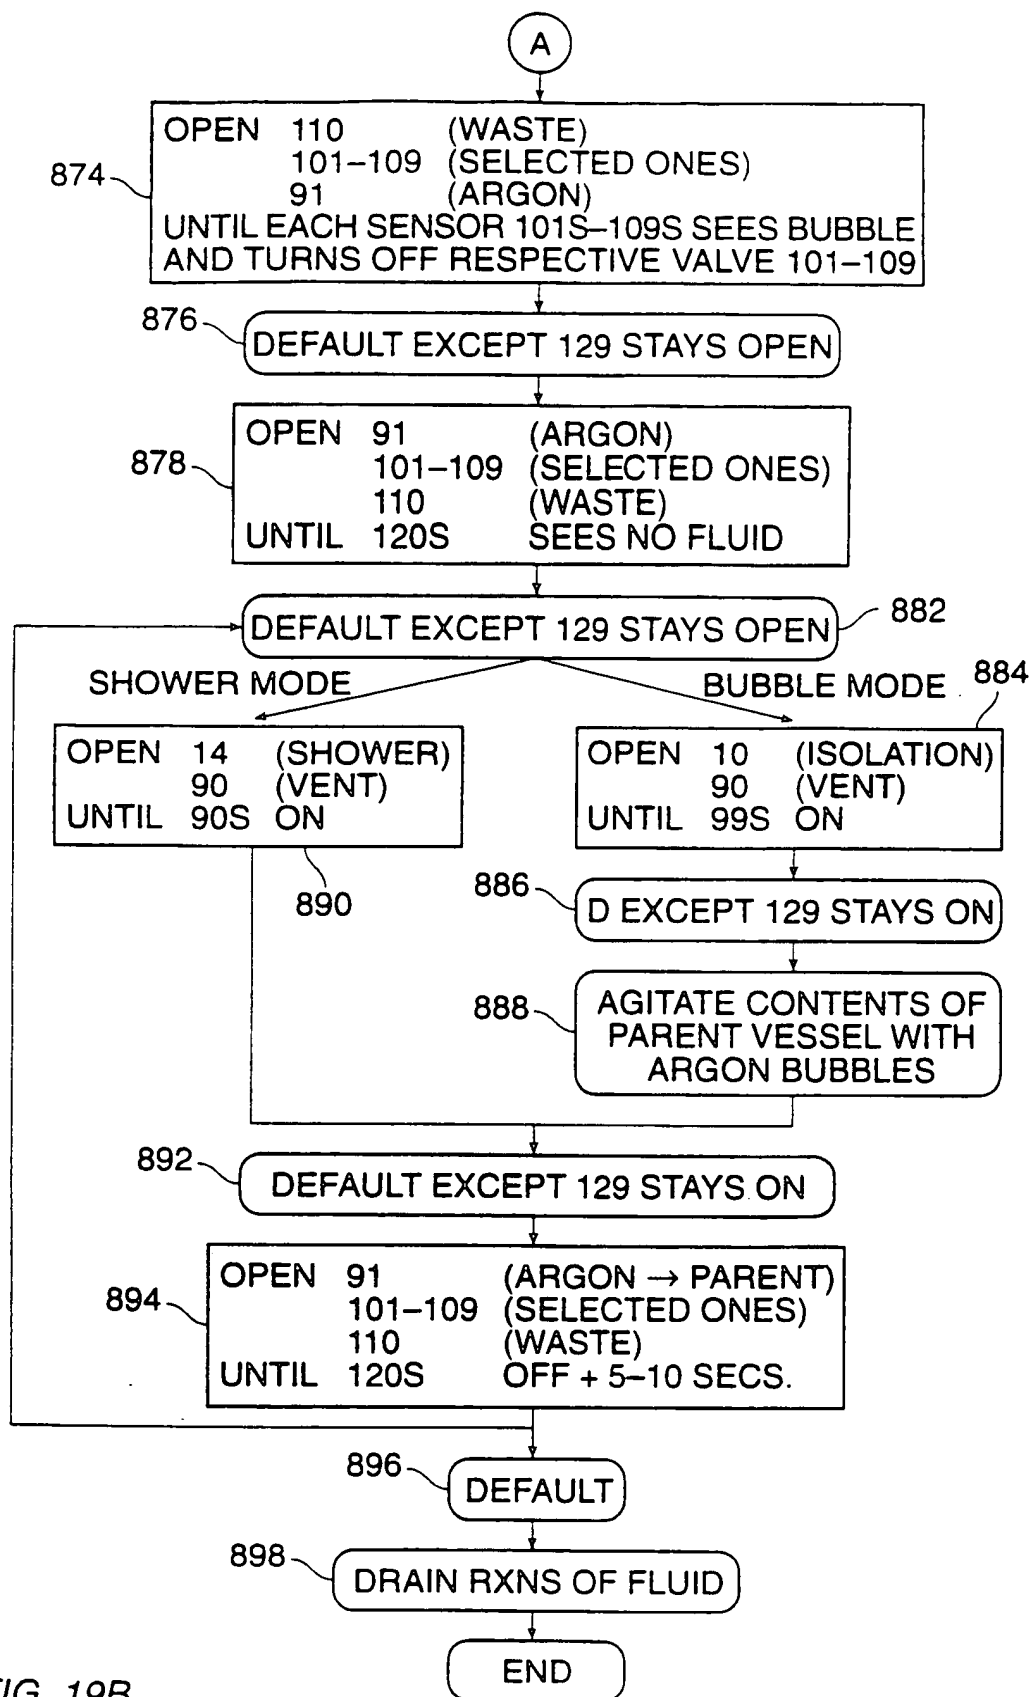 A
874
OPEN 110 (WASTE)
101–109 (SELECTED ONES)
91 (ARGON)
UNTIL EACH SENSOR 101S–109S SEES BUBBLE
AND TURNS OFF RESPECTIVE VALVE 101–109
876
DEFAULT EXCEPT 129 STAYS OPEN
878
OPEN 91 (ARGON)
101–109 (SELECTED ONES)
110 (WASTE)
UNTIL 120S SEES NO FLUID
882
DEFAULT EXCEPT 129 STAYS OPEN
SHOWER MODE
BUBBLE MODE
884
OPEN 14 (SHOWER)
90 (VENT)
UNTIL 90S ON
890
OPEN 10 (ISOLATION)
90 (VENT)
UNTIL 99S ON
886
D EXCEPT 129 STAYS ON
888
AGITATE CONTENTS OF
PARENT VESSEL WITH
ARGON BUBBLES
892
DEFAULT EXCEPT 129 STAYS ON
894
OPEN 91 (ARGON → PARENT)
101–109 (SELECTED ONES)
110 (WASTE)
UNTIL 120S OFF + 5–10 SECS.
896
DEFAULT
898
DRAIN RXNS OF FLUID
END
FIG. 19B